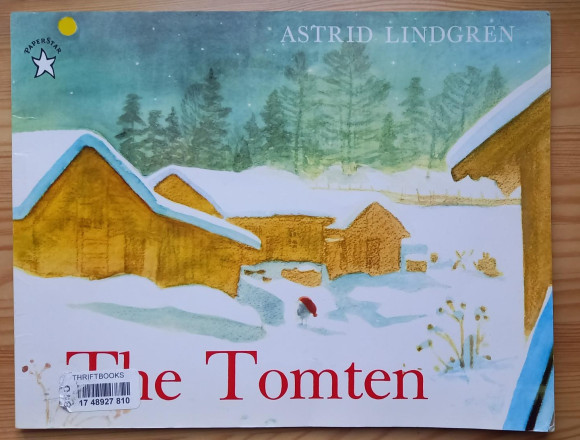 ASTRID LINDGREN
PAPERSTAR
The Tomten
THRIFTBOOKS
17 48927 810